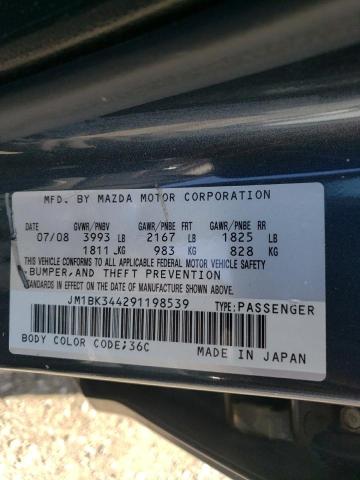 MFD. BY MAZDA MOTOR CORPORATION
DATE GVWR/PNBV GAWR/PNBE FRT GAWR/PNBE RR
07/08 3993 LB 2167 LB 1825 LB
1811 KG 983 KG 828 KG
THIS VEHICLE CONFORMS TO ALL APPLICABLE FEDERAL MOTOR VEHICLE SAFETY,
BUMPER, AND THEFT PREVENTION
STANDARDS IN EFFECT ON THE DATE OF MANUFACTURE SHOWN ABOVE.
JM1BK344291198539 TYPE:PASSENGER
BODY COLOR CODE;36C MADE IN JAPAN